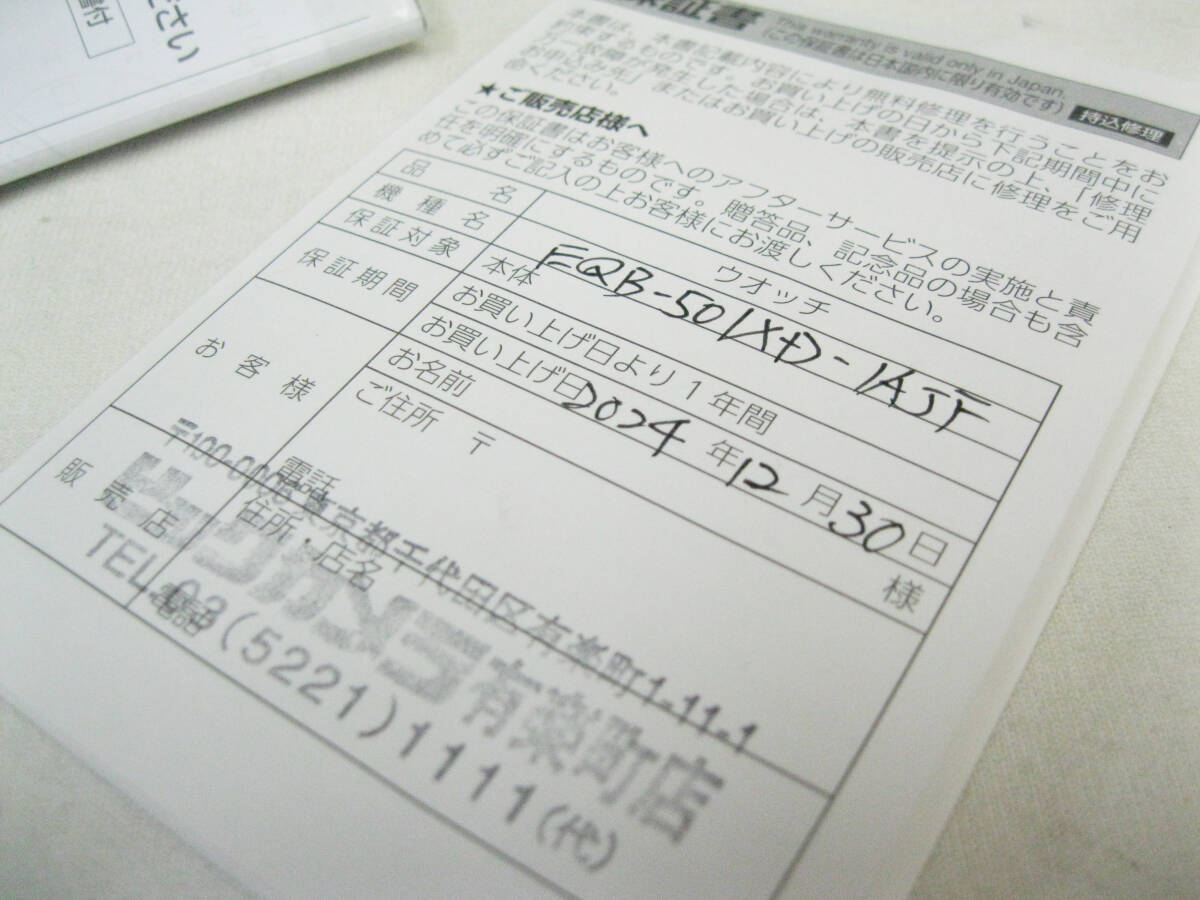 ださい
書付
保証書
This warranty is valid only in Japan.
(この保証書は日本国内に限り有効です)
持込修理
本書は、本書記載内容により無料修理を行うことをお
約束するものです。お買い上げの日から下記期間中に
故障が発生した場合は、本書を提示の上、「修理
お申込み先」またはお買い上げの販売店に修理をご用
命ください。
★ご販売店様へ
この保証書はお客様へのアフターサービスの実施と責
任を明確にするものです。贈答品、記念品の場合も含
めて必ずご記入の上お客様にお渡しください。
品名 ウオッチ
機種名 EQB-501XD-1AJF
保証対象 本体
保証期間 お買い上げ日より1年間
お買い上げ日 2024年12月30日
お客様 お名前 様
ご住所 〒
電話
販売店 住所・店名
電話
東京都千代田区有楽町1-11-1
ビックカメラ有楽町店
TEL 03(5221)1111(代)